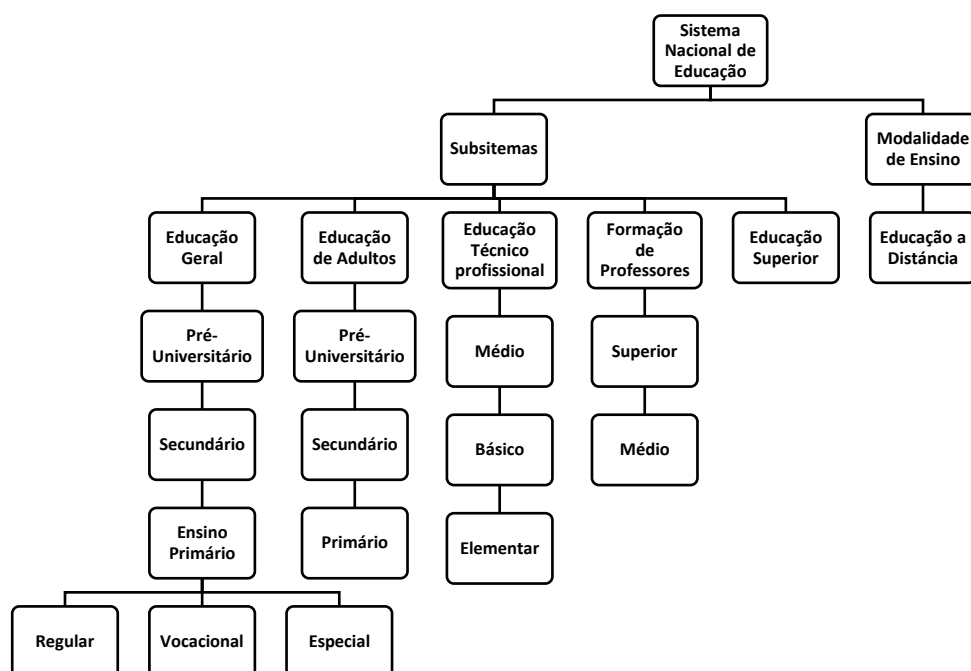 Sistema
Nacional de
Educação
Subsitemas
Modalidade
de Ensino
Educação
Geral
Educação
de Adultos
Educação
Técnico
profissional
Formação
de
Professores
Educação
Superior
Educação a
Distáncia
Pré-
Universitário
Pré-
Universitário
Médio
Superior
Secundário
Secundário
Básico
Médio
Ensino
Primário
Primário
Elementar
Regular
Vocacional
Especial